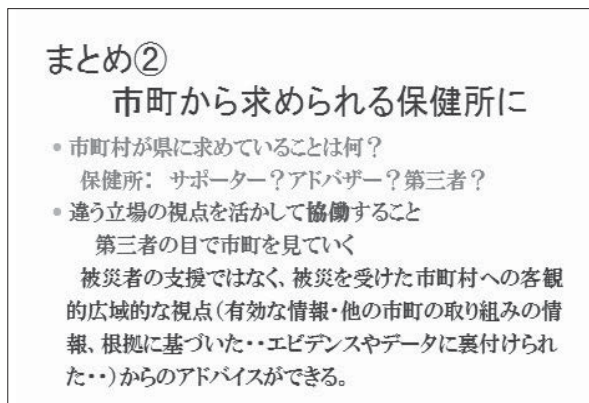 まとめ②
市町から求められる保健所に
• 市町村が県に求めていることは何？
保健所： サポーター？アドバザー？第三者？
• 違う立場の視点を活かして協働すること
第三者の目で市町を見ていく
被災者の支援ではなく、被災を受けた市町村への客観
的広域的な視点（有効な情報・他の市町の取り組みの情
報、根拠に基づいた・・エビデンスやデータに裏付けられ
た・・）からのアドバイスができる。